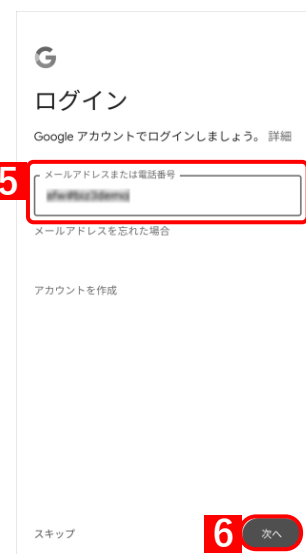 G
ログイン
Google アカウントでログインしましょう。 詳細
5
メールアドレスまたは電話番号
メールアドレスを忘れた場合
アカウントを作成
スキップ
6
次へ